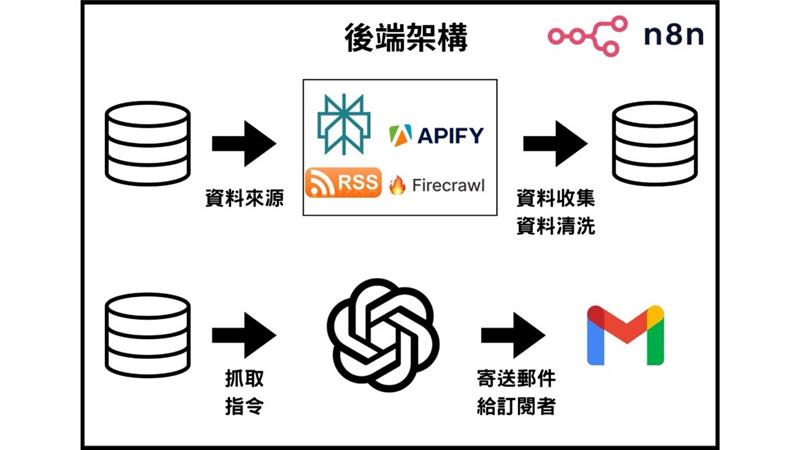 後端架構
n8n
APIFY
RSS
Firecrawl
資料來源
資料收集
資料清洗
抓取
指令
寄送郵件
給訂閱者